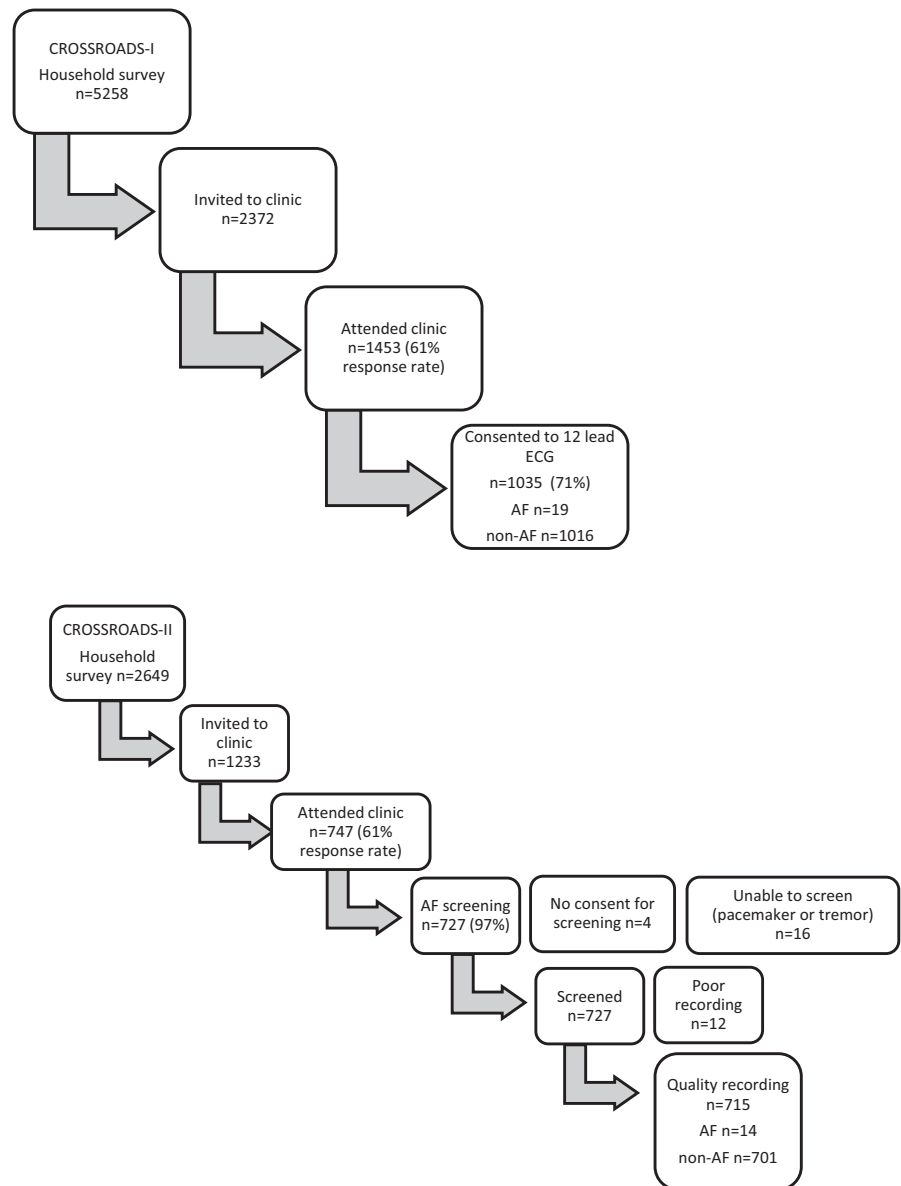 CROSSROADS-I
Household survey
n=5258
Invited to clinic
n=2372
Attended clinic
n=1453 (61%
response rate)
Consented to 12 lead
ECG
n=1035 (71%)
AF n=19
non-AF n=1016
CROSSROADS-II
Household
survey n=2649
Invited to
clinic
n=1233
Attended clinic
n=747 (61%
response rate)
AF screening
n=727 (97%)
No consent for
screening n=4
Unable to screen
(pacemaker or tremor)
n=16
Screened
n=727
Poor
recording
n=12
Quality recording
n=715
AF n=14
non-AF n=701